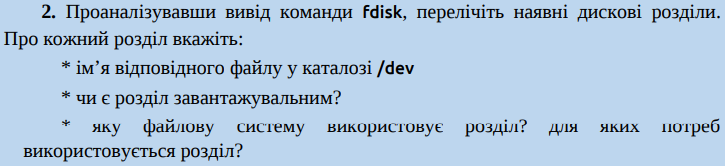 2. Проаналізувавши вивід команди fdisk, перелічіть наявні дискові розділи.
Про кожний розділ вкажіть:
* ім’я відповідного файлу у каталозі /dev
* чи є розділ завантажувальним?
* яку файлову систему використовує розділ? для яких потреб
використовується розділ?